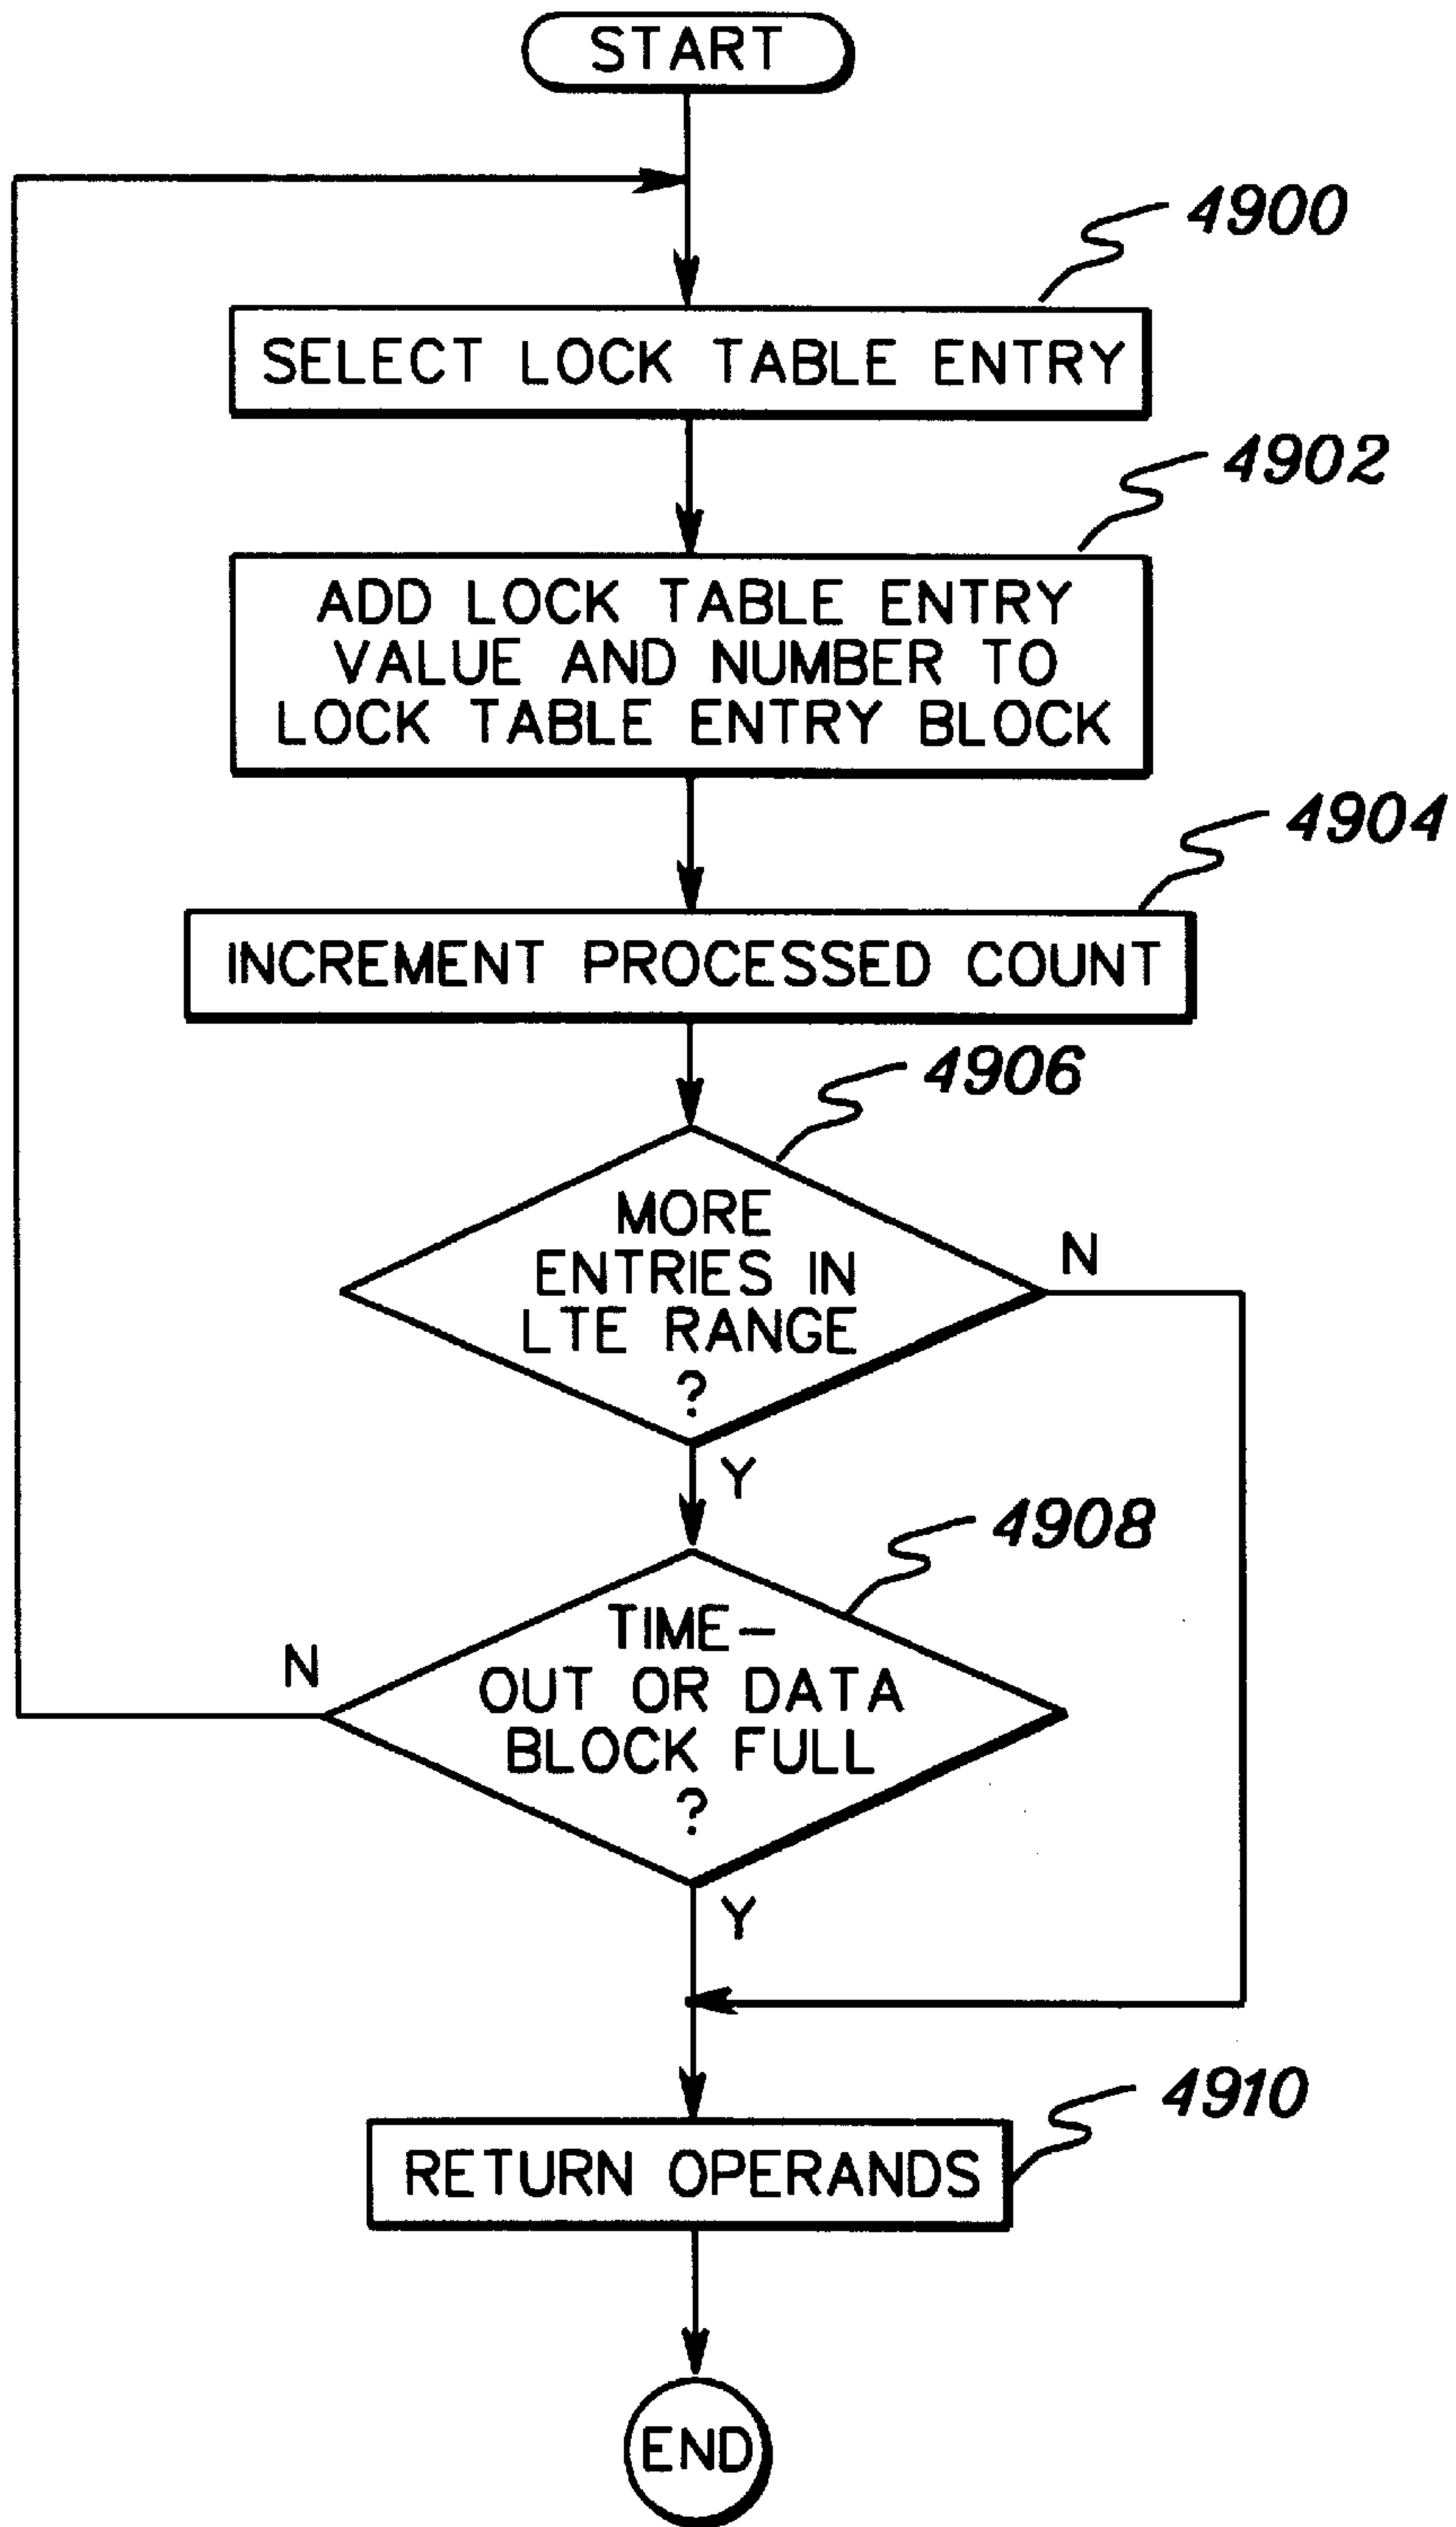 START
4900
SELECT LOCK TABLE ENTRY
4902
ADD LOCK TABLE ENTRY
VALUE AND NUMBER TO
LOCK TABLE ENTRY BLOCK
4904
INCREMENT PROCESSED COUNT
4906
MORE
ENTRIES IN
LTE RANGE
?
N
Y
4908
TIME-
OUT OR DATA
BLOCK FULL
?
N
Y
4910
RETURN OPERANDS
END